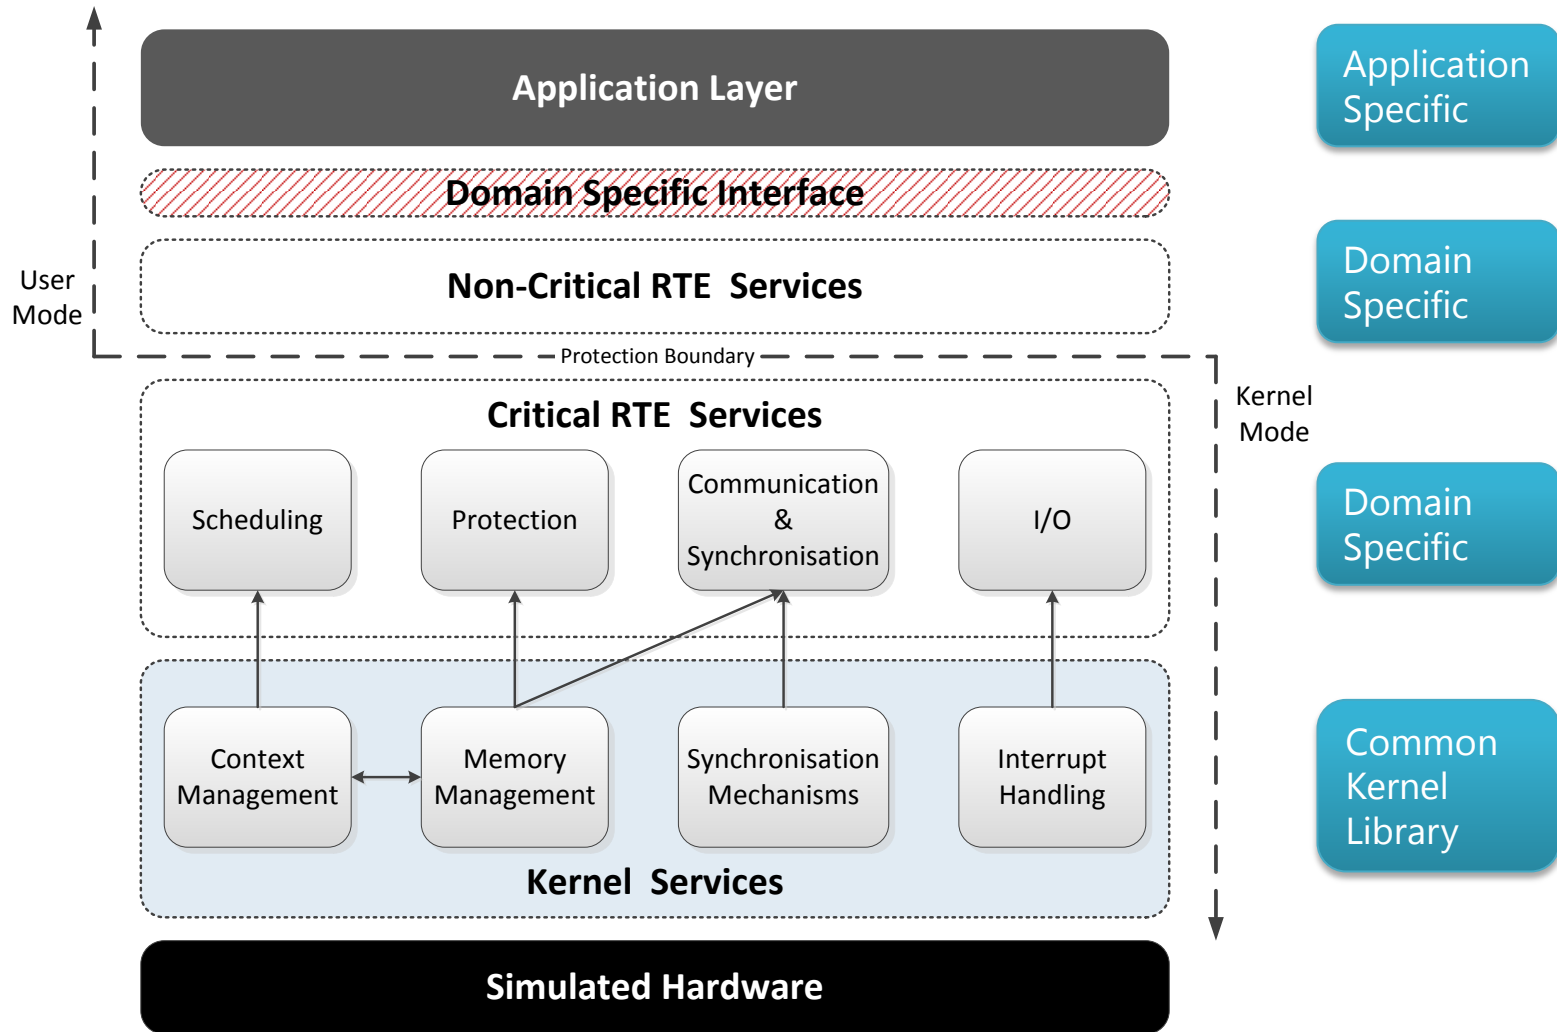 Application Layer
Application
Specific
Domain Specific Interface
User
Mode
Non-Critical RTE  Services
Domain
Specific
Protection Boundary
Critical RTE  Services
Kernel
Mode
Scheduling
Protection
Communication
&
Synchronisation
I/O
Domain
Specific
Context
Management
Memory
Management
Synchronisation
Mechanisms
Interrupt
Handling
Common
Kernel
Library
Kernel  Services
Simulated Hardware